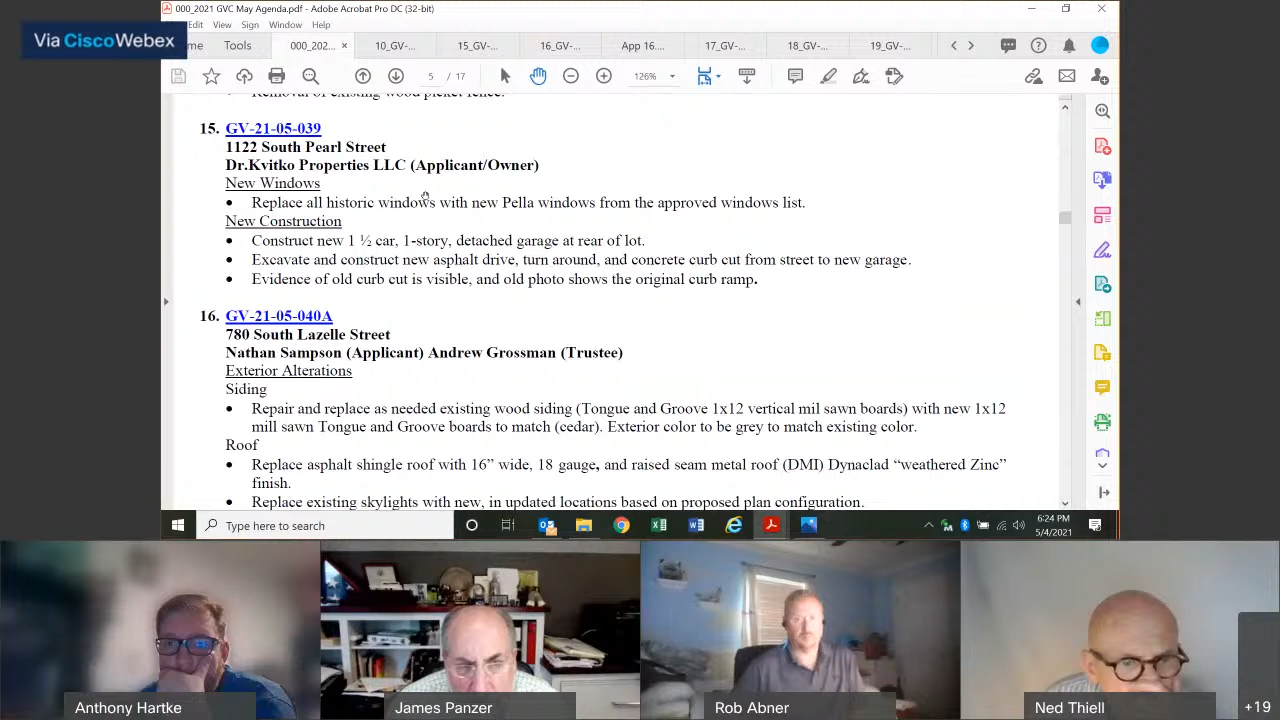 000_2021 GVC May Agenda.pdf - Adobe Acrobat Pro DC (32-bit)
Via Cisco Webex
Edit View Sign Window Help
me Tools 000_202... × 10_G'-... 15_GV-... 16_GV-... App 16.... 17_GV-... 18_GV-... 19_GV-...
5 / 17 126%
Removal of existing wood picket fence.
15. GV-21-05-039
1122 South Pearl Street
Dr.Kvitko Properties LLC (Applicant/Owner)
New Windows
• Replace all historic windows with new Pella windows from the approved windows list.
New Construction
• Construct new 1 ½ car, 1-story, detached garage at rear of lot.
• Excavate and construct new asphalt drive, turn around, and concrete curb cut from street to new garage.
• Evidence of old curb cut is visible, and old photo shows the original curb ramp.
16. GV-21-05-040A
780 South Lazelle Street
Nathan Sampson (Applicant) Andrew Grossman (Trustee)
Exterior Alterations
Siding
• Repair and replace as needed existing wood siding (Tongue and Groove 1x12 vertical mil sawn boards) with new 1x12
mill sawn Tongue and Groove boards to match (cedar). Exterior color to be grey to match existing color.
Roof
• Replace asphalt shingle roof with 16” wide, 18 gauge, and raised seam metal roof (DMI) Dynaclad “weathered Zinc”
finish.
• Replace existing skylights with new, in updated locations based on proposed plan configuration.
Type here to search
6:24 PM
5/4/2021
Anthony Hartke
James Panzer
Rob Abner
Ned Thiell
+19